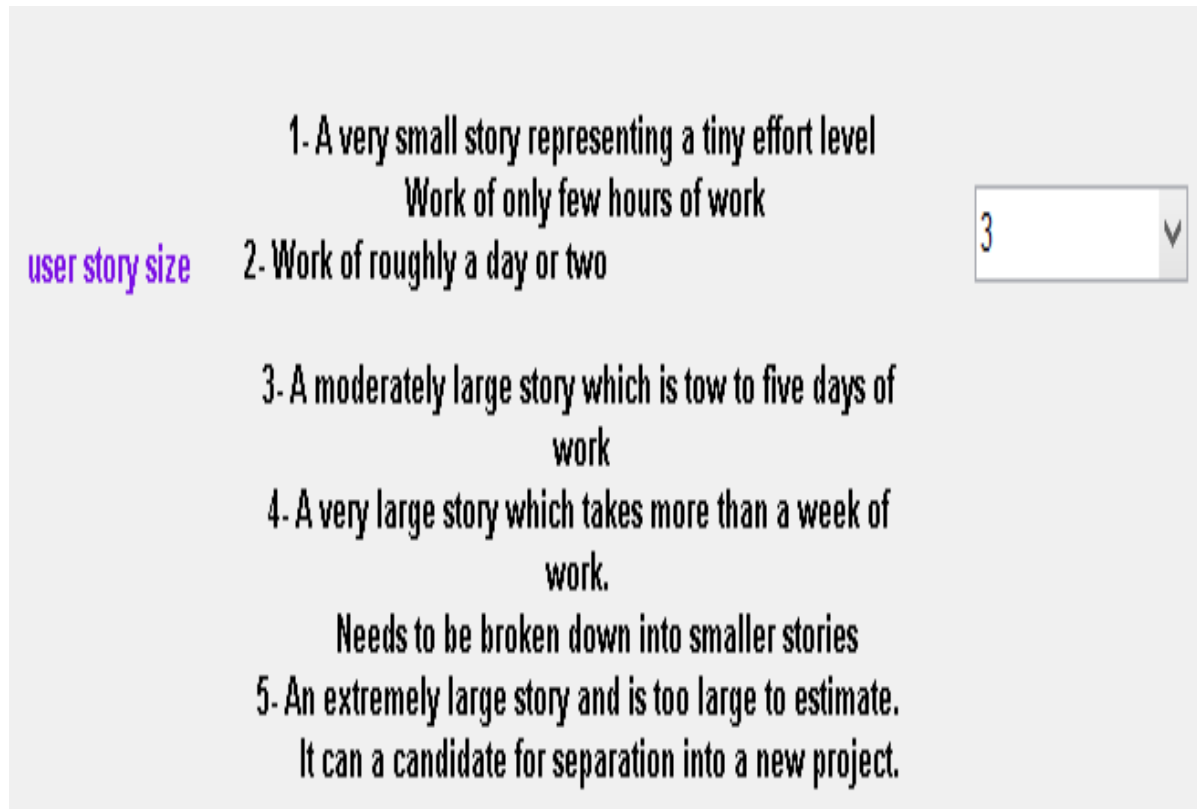 1- A very small story representing a tiny effort level
Work of only few hours of work
user story size
2- Work of roughly a day or two
3
3- A moderately large story which is tow to five days of
work
4- A very large story which takes more than a week of
work.
Needs to be broken down into smaller stories
5- An extremely large story and is too large to estimate.
It can a candidate for separation into a new project.